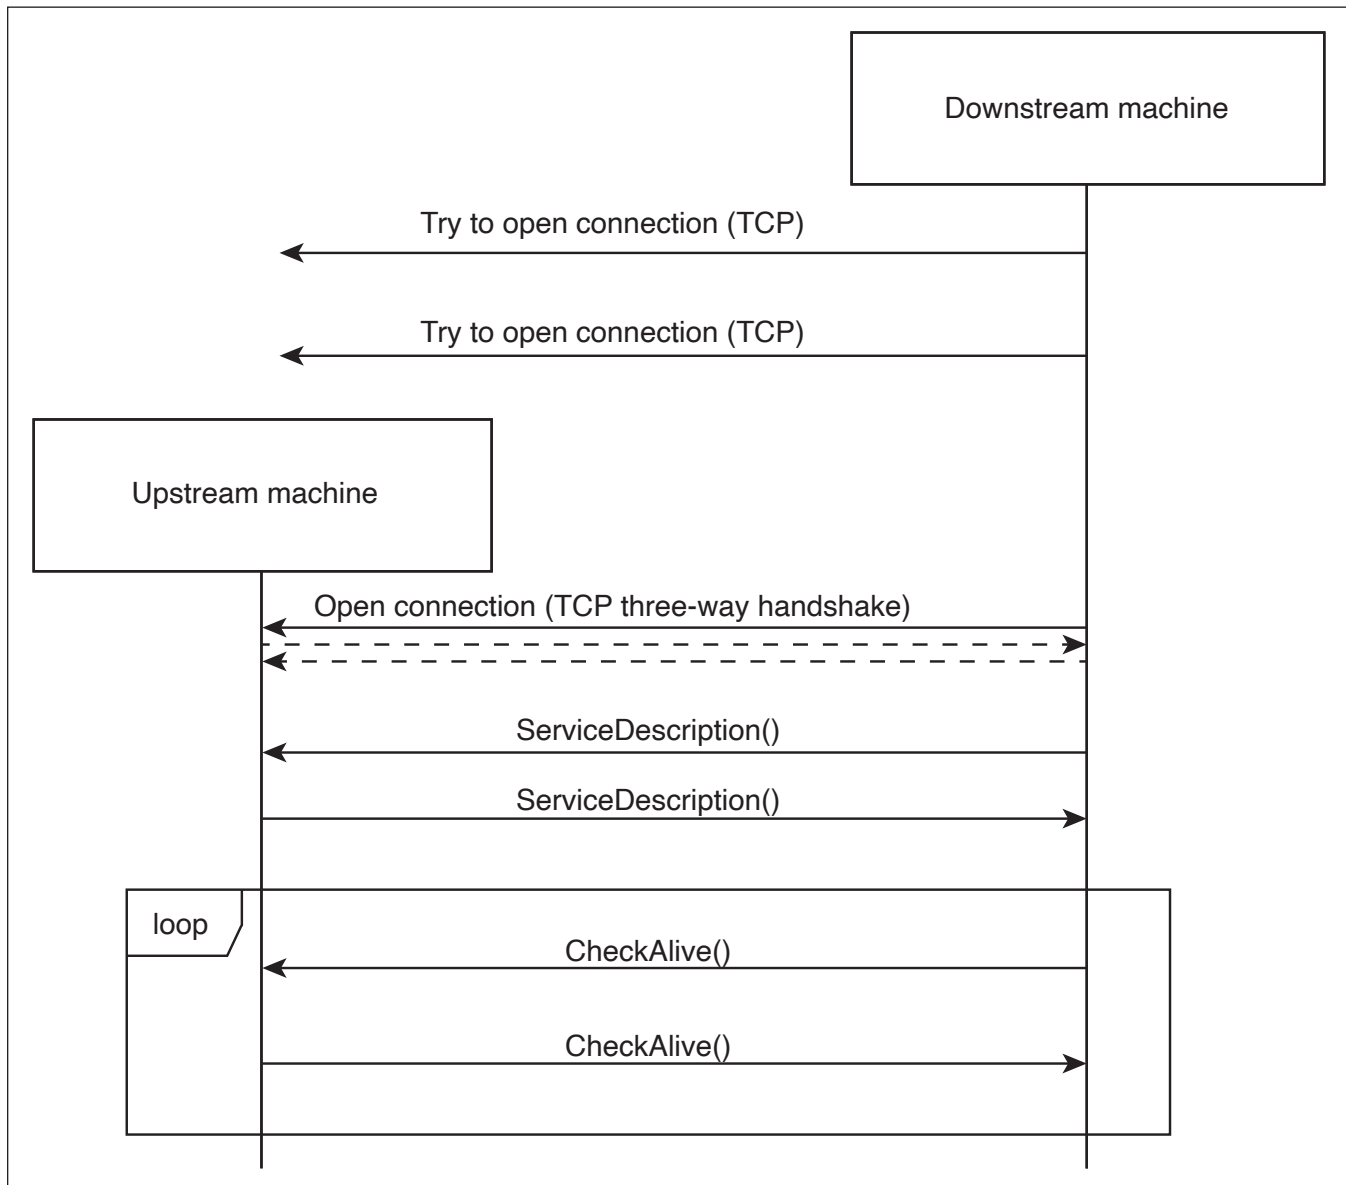 Downstream machine
Try to open connection (TCP)
Try to open connection (TCP)
Upstream machine
Open connection (TCP three-way handshake)
ServiceDescription()
ServiceDescription()
loop
CheckAlive()
CheckAlive()